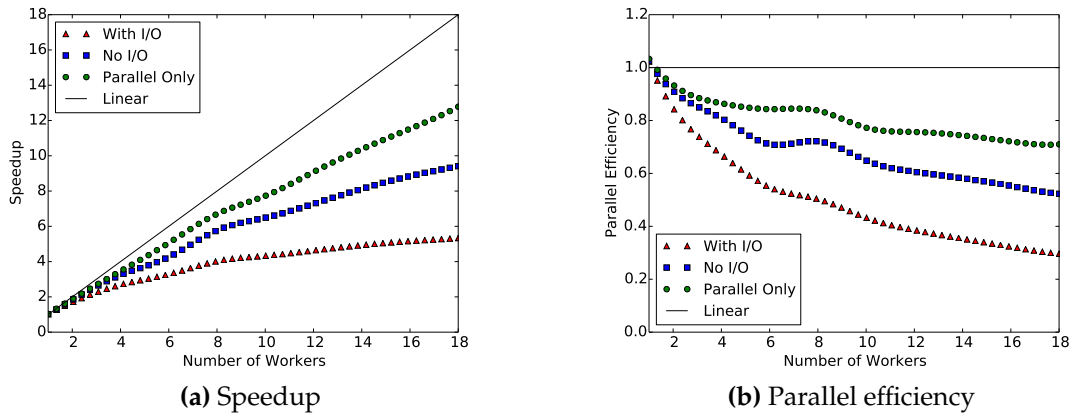 18
16
14
12
10
8
6
4
2
0
Speedup
With I/O
No I/O
Parallel Only
Linear
2 4 6 8 10 12 14 16 18
Number of Workers
(a) Speedup
1.2
1.0
0.8
0.6
0.4
0.2
0.0
Parallel Efficiency
With I/O
No I/O
Parallel Only
Linear
2 4 6 8 10 12 14 16 18
Number of Workers
(b) Parallel efficiency